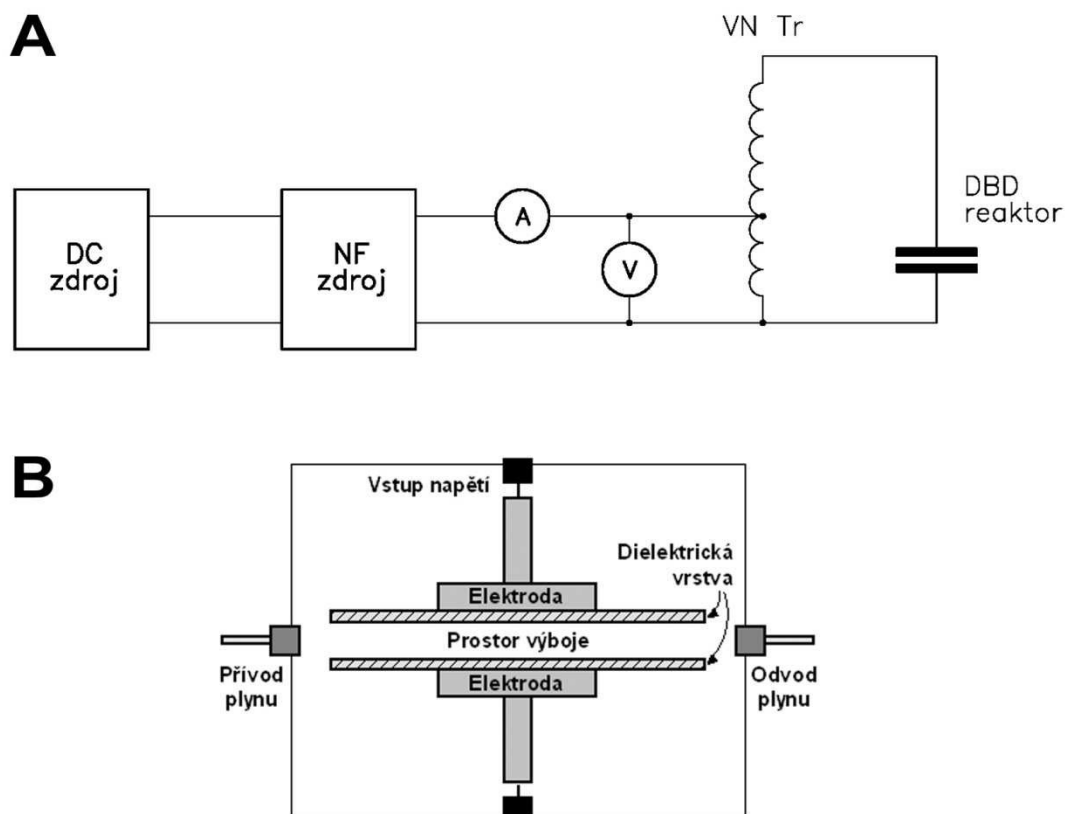 A
VN Tr
DC
zdroj
NF
zdroj
A
V
DBD
reaktor
B
Vstup napětí
Dielektrická
vrstva
Elektroda
Prostor výboje
Elektroda
Přívod
plynu
Odvod
plynu